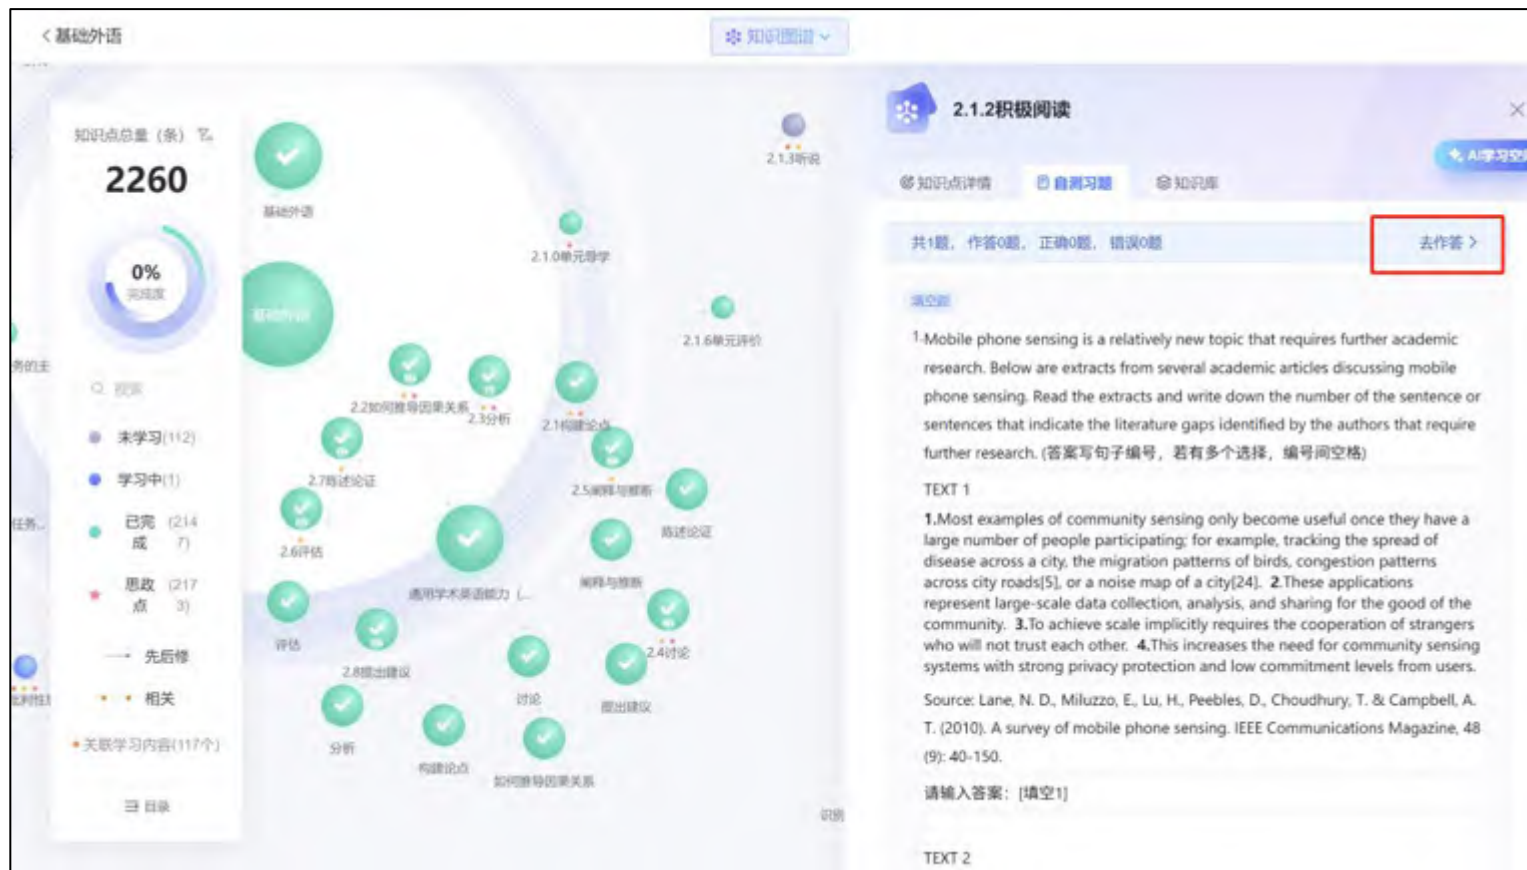 基础外语
知识图谱
知识点总量（条）
2260
0%
完成度
搜索
未学习(112)
学习中(1)
已完成 (2147)
思政点 (2173)
先后修
相关
关联学习内容(117个)
目录
基础外语
基础外语
2.1.3听说
2.1.0单元导学
2.1.6单元评价
2.2如何推导因果关系
2.3分析
2.1构建论点
2.7陈述论证
2.5阐释与推断
陈述论证
2.6评估
通用学术英语能力（...
阐释与推断
评估
2.8提出建议
讨论
2.4讨论
提出建议
分析
构建论点
如何推导因果关系
识别
2.1.2积极阅读
AI学习空
知识点详情
自测习题
知识库
共1题，作答0题，正确0题，错误0题
去作答 >
填空题
1.Mobile phone sensing is a relatively new topic that requires further academic
research. Below are extracts from several academic articles discussing mobile
phone sensing. Read the extracts and write down the number of the sentence or
sentences that indicate the literature gaps identified by the authors that require
further research. (答案写句子编号，若有多个选择，编号间空格)
TEXT 1
1.Most examples of community sensing only become useful once they have a
large number of people participating; for example, tracking the spread of
disease across a city, the migration patterns of birds, congestion patterns
across city roads[5], or a noise map of a city[24]. 2.These applications
represent large-scale data collection, analysis, and sharing for the good of the
community. 3.To achieve scale implicitly requires the cooperation of strangers
who will not trust each other. 4.This increases the need for community sensing
systems with strong privacy protection and low commitment levels from users.
Source: Lane, N. D., Miluzzo, E., Lu, H., Peebles, D., Choudhury, T. & Campbell, A.
T. (2010). A survey of mobile phone sensing. IEEE Communications Magazine, 48
(9): 40-150.
请输入答案：[填空1]
TEXT 2